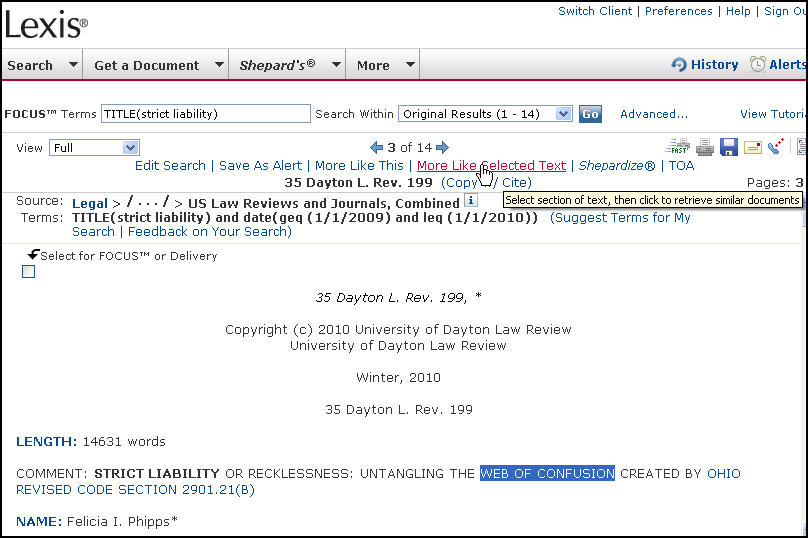 Switch Client | Preferences | Help | Sign Ou
Lexis®
Search Get a Document Shepard's® More History Alerts
FOCUS™ Terms TITLE(strict liability) Search Within Original Results (1 - 14) Go Advanced... View Tutoria
View Full 3 of 14 FAST
Edit Search | Save As Alert | More Like This | More Like Selected Text | Shepardize® | TOA
35 Dayton L. Rev. 199 (Copy w/ Cite) Pages: 3
Select section of text, then click to retrieve similar documents
Source: Legal > / . . . / > US Law Reviews and Journals, Combined i
Terms: TITLE(strict liability) and date(geq (1/1/2009) and leq (1/1/2010)) (Suggest Terms for My
Search | Feedback on Your Search)
Select for FOCUS™ or Delivery
35 Dayton L. Rev. 199, *
Copyright (c) 2010 University of Dayton Law Review
University of Dayton Law Review
Winter, 2010
35 Dayton L. Rev. 199
LENGTH: 14631 words
COMMENT: STRICT LIABILITY OR RECKLESSNESS: UNTANGLING THE WEB OF CONFUSION CREATED BY OHIO
REVISED CODE SECTION 2901.21(B)
NAME: Felicia I. Phipps*